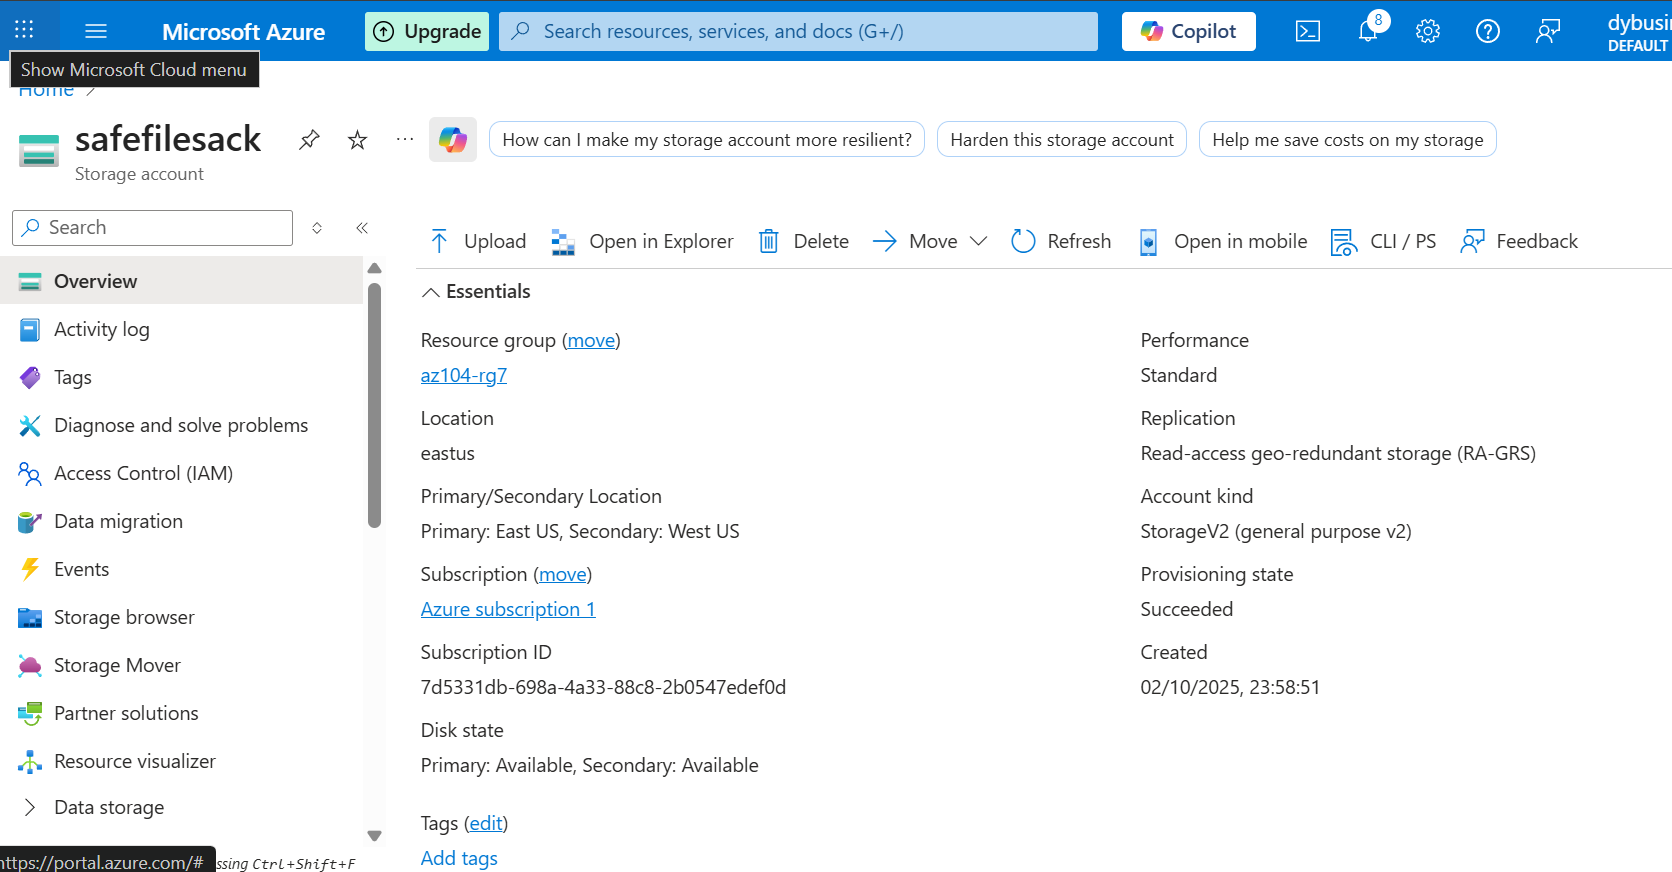 Microsoft Azure
Upgrade
Search resources, services, and docs (G+/)
Copilot
8
DEFAULT
Show Microsoft Cloud menu
Home
safefilesack
Storage account
How can I make my storage account more resilient?
Harden this storage account
Help me save costs on my storage
Search
Upload
Open in Explorer
Delete
Move
Refresh
Open in mobile
CLI / PS
Feedback
Overview
Activity log
Tags
Diagnose and solve problems
Access Control (IAM)
Data migration
Events
Storage browser
Storage Mover
Partner solutions
Resource visualizer
Data storage
Essentials
Resource group (move)
az104-rg7
Location
eastus
Primary/Secondary Location
Primary: East US, Secondary: West US
Subscription (move)
Azure subscription 1
Subscription ID
7d5331db-698a-4a33-88c8-2b0547edef0d
Disk state
Primary: Available, Secondary: Available
Tags (edit)
Add tags
Performance
Standard
Replication
Read-access geo-redundant storage (RA-GRS)
Account kind
StorageV2 (general purpose v2)
Provisioning state
Succeeded
Created
02/10/2025, 23:58:51
https://portal.azure.com/#
Ctrl+Shift+F